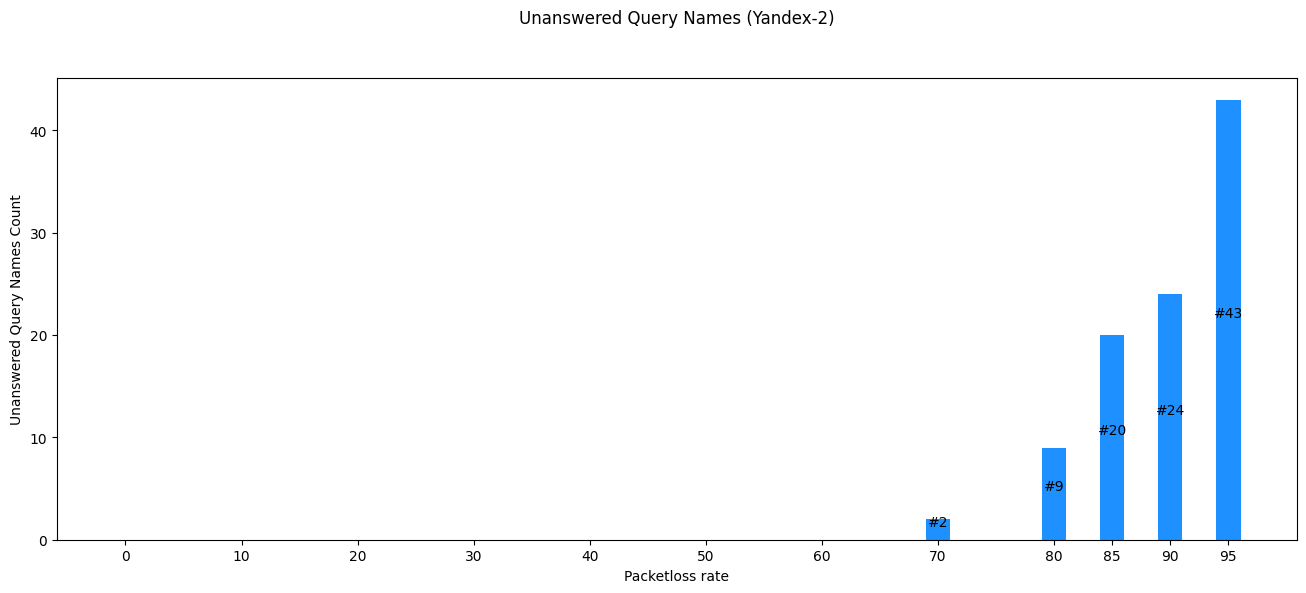 Unanswered Query Names (Yandex-2)
Unanswered Query Names Count
40
30
20
10
0
#2
#9
#20
#24
#43
0 10 20 30 40 50 60 70 80 85 90 95
Packetloss rate